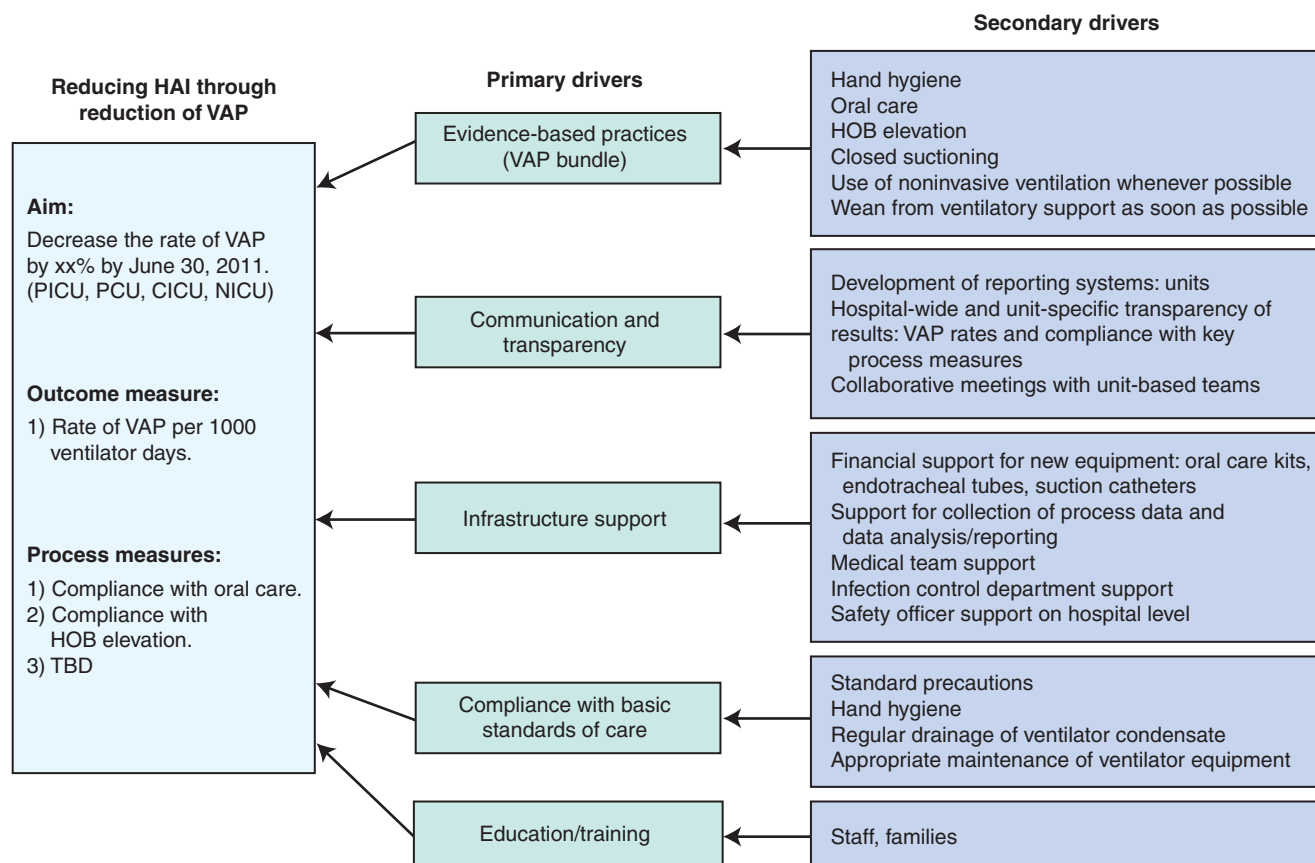 Secondary drivers
Reducing HAI through
reduction of VAP
Primary drivers
Aim:
Decrease the rate of VAP
by xx% by June 30, 2011.
(PICU, PCU, CICU, NICU)
Outcome measure:
1) Rate of VAP per 1000
ventilator days.
Process measures:
1) Compliance with oral care.
2) Compliance with
HOB elevation.
3) TBD
Evidence-based practices
(VAP bundle)
Hand hygiene
Oral care
HOB elevation
Closed suctioning
Use of noninvasive ventilation whenever possible
Wean from ventilatory support as soon as possible
Communication and
transparency
Development of reporting systems: units
Hospital-wide and unit-specific transparency of
results: VAP rates and compliance with key
process measures
Collaborative meetings with unit-based teams
Infrastructure support
Financial support for new equipment: oral care kits,
endotracheal tubes, suction catheters
Support for collection of process data and
data analysis/reporting
Medical team support
Infection control department support
Safety officer support on hospital level
Compliance with basic
standards of care
Standard precautions
Hand hygiene
Regular drainage of ventilator condensate
Appropriate maintenance of ventilator equipment
Education/training
Staff, families